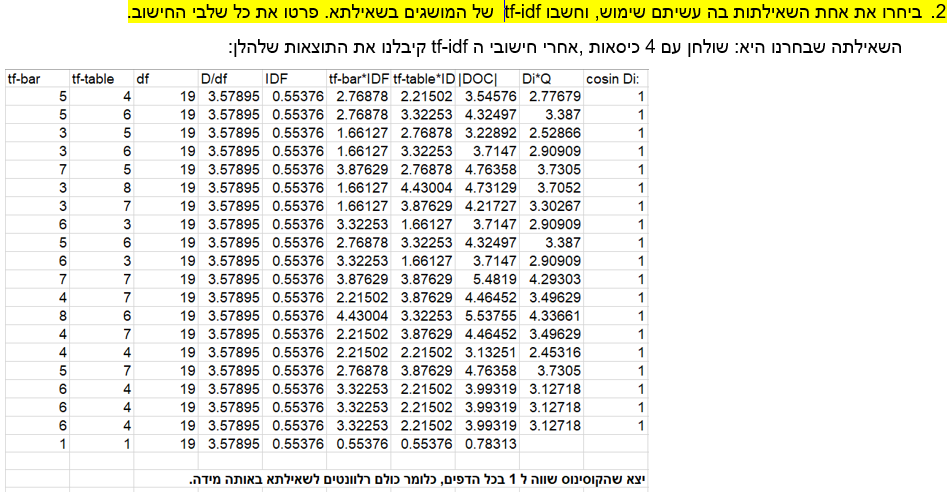 2. ביחרו את אחת השאילתות בה עשיתם שימוש, וחשבו tf-idf של המושגים בשאילתא. פרטו את כל שלבי החישוב.
השאילתה שבחרנו היא: שולחן עם 4 כיסאות ,אחרי חישובי ה tf-idf קיבלנו את התוצאות שלהלן:
tf-bar tf-table df D/df IDF tf-bar*IDF tf-table*ID |DOC| Di*Q cosin Di:
5 4 19 3.57895 0.55376 2.76878 2.21502 3.54576 2.77679 1
5 6 19 3.57895 0.55376 2.76878 3.32253 4.32497 3.387 1
3 5 19 3.57895 0.55376 1.66127 2.76878 3.22892 2.52866 1
3 6 19 3.57895 0.55376 1.66127 3.32253 3.7147 2.90909 1
7 5 19 3.57895 0.55376 3.87629 2.76878 4.76358 3.7305 1
3 8 19 3.57895 0.55376 1.66127 4.43004 4.73129 3.7052 1
3 7 19 3.57895 0.55376 1.66127 3.87629 4.21727 3.30267 1
6 3 19 3.57895 0.55376 3.32253 1.66127 3.7147 2.90909 1
5 6 19 3.57895 0.55376 2.76878 3.32253 4.32497 3.387 1
6 3 19 3.57895 0.55376 3.32253 1.66127 3.7147 2.90909 1
7 7 19 3.57895 0.55376 3.87629 3.87629 5.4819 4.29303 1
4 7 19 3.57895 0.55376 2.21502 3.87629 4.46452 3.49629 1
8 6 19 3.57895 0.55376 4.43004 3.32253 5.53755 4.33661 1
4 7 19 3.57895 0.55376 2.21502 3.87629 4.46452 3.49629 1
4 4 19 3.57895 0.55376 2.21502 2.21502 3.13251 2.45316 1
5 7 19 3.57895 0.55376 2.76878 3.87629 4.76358 3.7305 1
6 4 19 3.57895 0.55376 3.32253 2.21502 3.99319 3.12718 1
6 4 19 3.57895 0.55376 3.32253 2.21502 3.99319 3.12718 1
6 4 19 3.57895 0.55376 3.32253 2.21502 3.99319 3.12718 1
1 1 19 3.57895 0.55376 0.55376 0.55376 0.78313
יצא שהקוסינוס שווה ל 1 בכל הדפים, כלומר כולם רלוונטים לשאילתא באותה מידה.